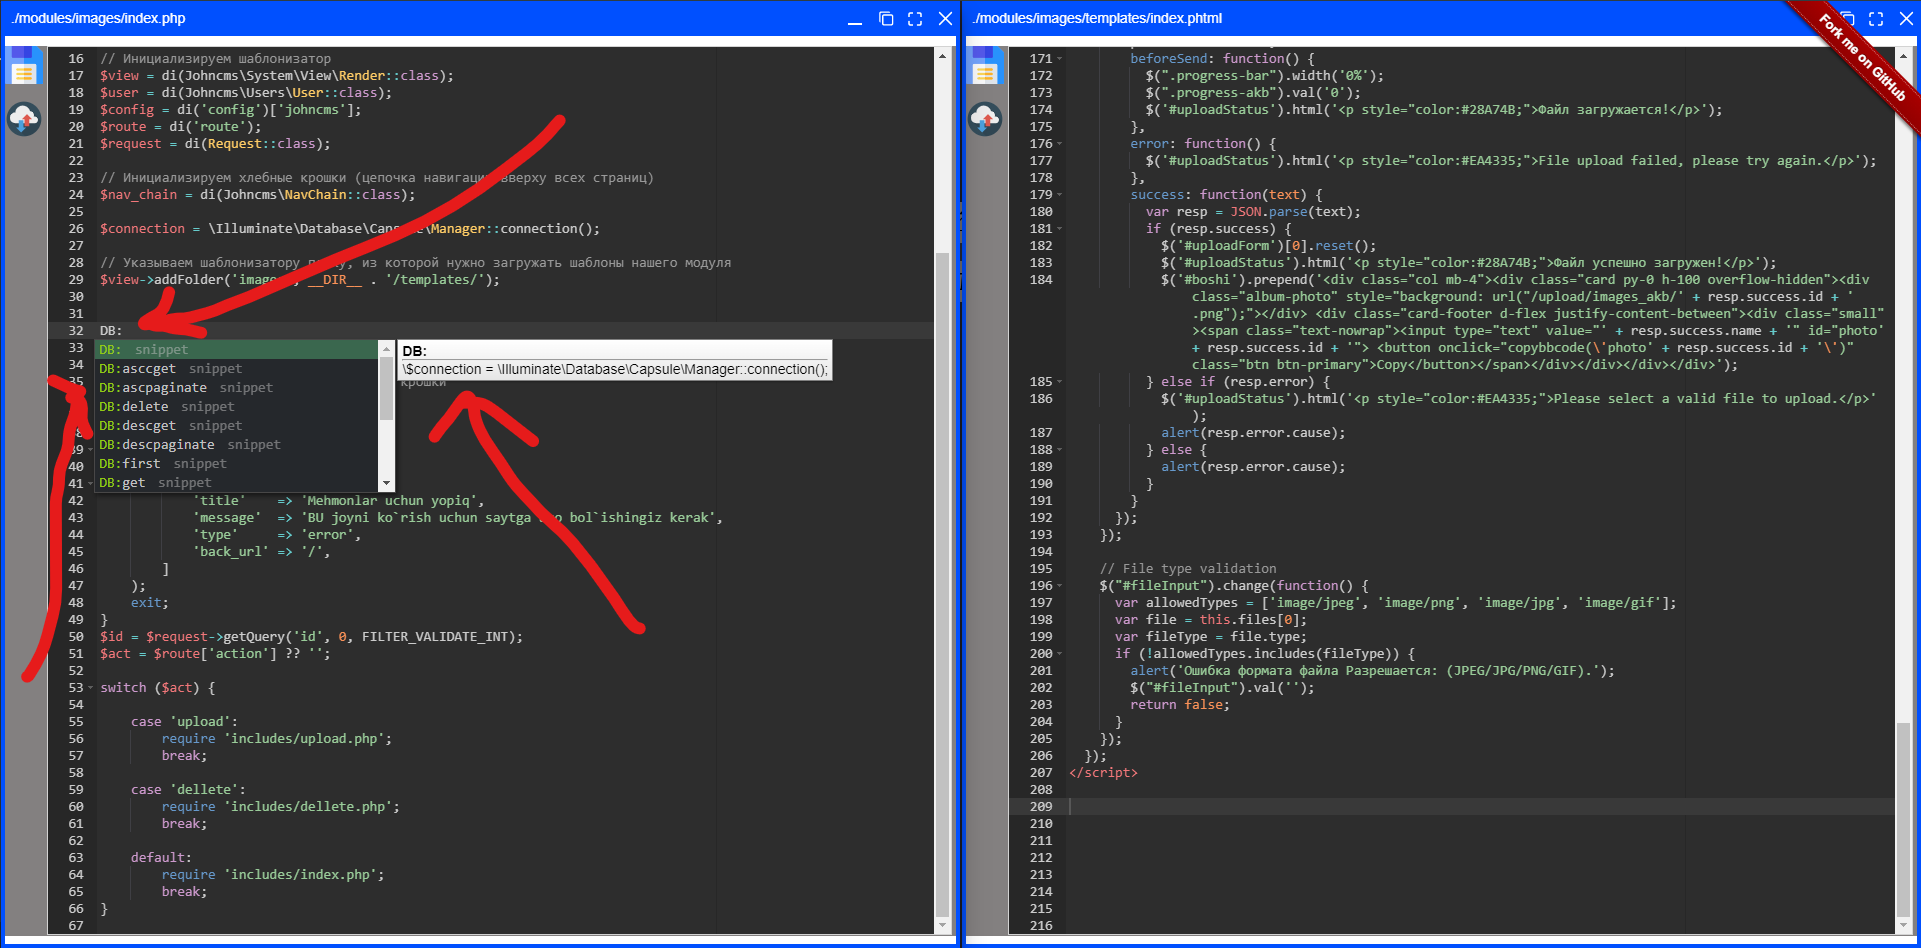 ./modules/images/index.php
16 // Инициализируем шаблонизатор
17 $view = di(Johncms\System\View\Render::class);
18 $user = di(Johncms\Users\User::class);
19 $config = di('config')['johncms'];
20 $route = di('route');
21 $request = di(Request::class);
22
23 // Инициализируем хлебные крошки (цепочка вверху всех страниц)
24 $nav_chain = di(Johncms\NavChain::class);
25
26 $connection = \Illuminate\Database\Capsule\Manager::connection();
27
28 // Указываем шаблонизатору из которой нужно загружать шаблоны нашего модуля
29 $view->addFolder('images', __DIR__ . '/templates/');
30
31
32 DB:
33 DB: snippet
DB:
34 DB:asccget snippet
\$connection = \Illuminate\Database\Capsule\Manager::connection();
35 DB:ascpaginate snippet
крошки
DB:delete snippet
DB:descget snippet
DB:descpaginate snippet
39 DB:first snippet
40
41 DB:get snippet
42 'title' => 'Mehmonlar uchun yopiq',
43 'message' => 'BU joyni ko`rish uchun saytga bol`ishingiz kerak',
44 'type' => 'error',
45 'back_url' => '/',
46 ]
47 );
48 exit;
49 }
50 $id = $request->getQuery('id', 0, FILTER_VALIDATE_INT);
51 $act = $route['action'] ?? '';
52
53 switch ($act) {
54
55 case 'upload':
56 require 'includes/upload.php';
57 break;
58
59 case 'dellete':
60 require 'includes/dellete.php';
61 break;
62
63 default:
64 require 'includes/index.php';
65 break;
66 }
67
./modules/images/templates/index.phtml
Fork me on GitHub
171 beforeSend: function() {
172 $(".progress-bar").width('0%');
173 $(".progress-akb").val('0');
174 $('#uploadStatus').html('<p style="color:#28A74B;">Файл загружается!</p>');
175 },
176 error: function() {
177 $('#uploadStatus').html('<p style="color:#EA4335;">File upload failed, please try again.</p>');
178 },
179 success: function(text) {
180 var resp = JSON.parse(text);
181 if (resp.success) {
182 $('#uploadForm')[0].reset();
183 $('#uploadStatus').html('<p style="color:#28A74B;">Файл успешно загружен!</p>');
184 $('#boshi').prepend('<div class="col mb-4"><div class="card py-0 h-100 overflow-hidden"><div
class="album-photo" style="background: url("/upload/images_akb/' + resp.success.id + '
.png");"></div> <div class="card-footer d-flex justify-content-between"><div class="small"
><span class="text-nowrap"><input type="text" value="' + resp.success.name + '" id="photo'
+ resp.success.id + '"> <button onclick="copybbcode(\'photo' + resp.success.id + '\')"
class="btn btn-primary">Copy</button></span></div></div></div></div>');
185 } else if (resp.error) {
186 $('#uploadStatus').html('<p style="color:#EA4335;">Please select a valid file to upload.</p>'
);
187 alert(resp.error.cause);
188 } else {
189 alert(resp.error.cause);
190 }
191 }
192 });
193 });
194
195 // File type validation
196 $("#fileInput").change(function() {
197 var allowedTypes = ['image/jpeg', 'image/png', 'image/jpg', 'image/gif'];
198 var file = this.files[0];
199 var fileType = file.type;
200 if (!allowedTypes.includes(fileType)) {
201 alert('Ошибка формата файла Разрешается: (JPEG/JPG/PNG/GIF).');
202 $("#fileInput").val('');
203 return false;
204 }
205 });
206 });
207 </script>
208
209
210
211
212
213
214
215
216